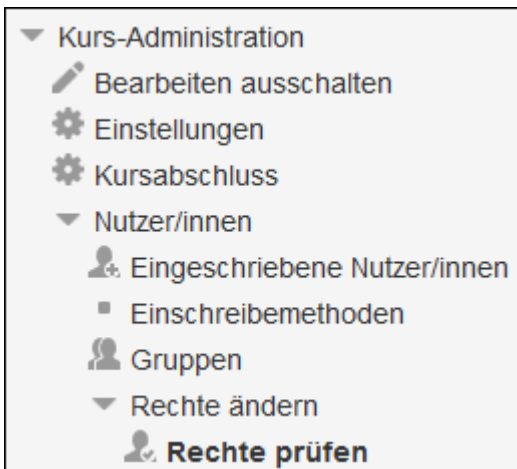 Kurs-Administration
Bearbeiten ausschalten
Einstellungen
Kursabschluss
Nutzer/innen
Eingeschriebene Nutzer/innen
Einschreibemethoden
Gruppen
Rechte ändern
Rechte prüfen